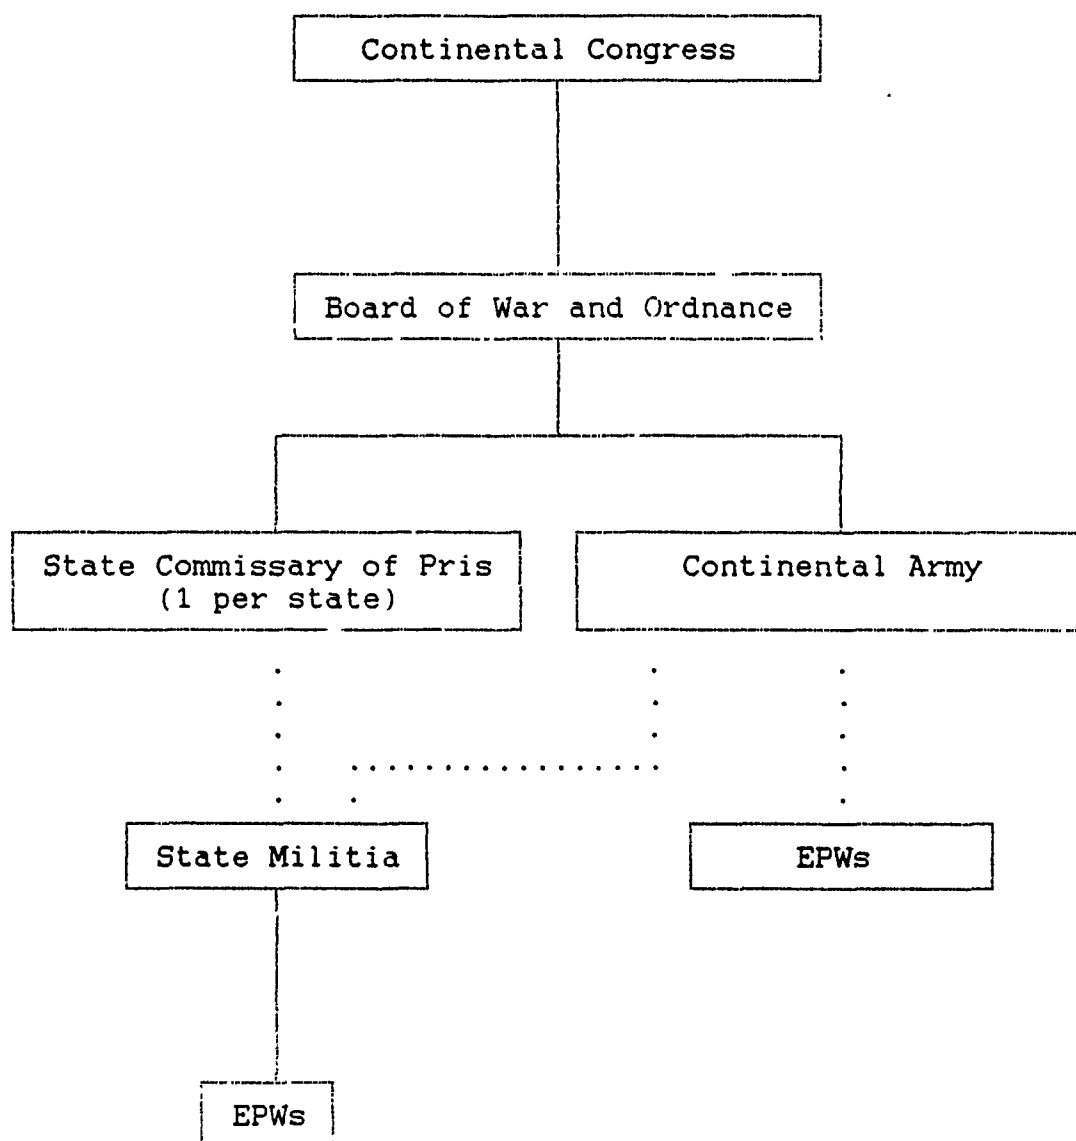 Continental Congress
Board of War and Ordnance
State Commissary of Pris
(1 per state)
Continental Army
State Militia
EPWs
EPWs